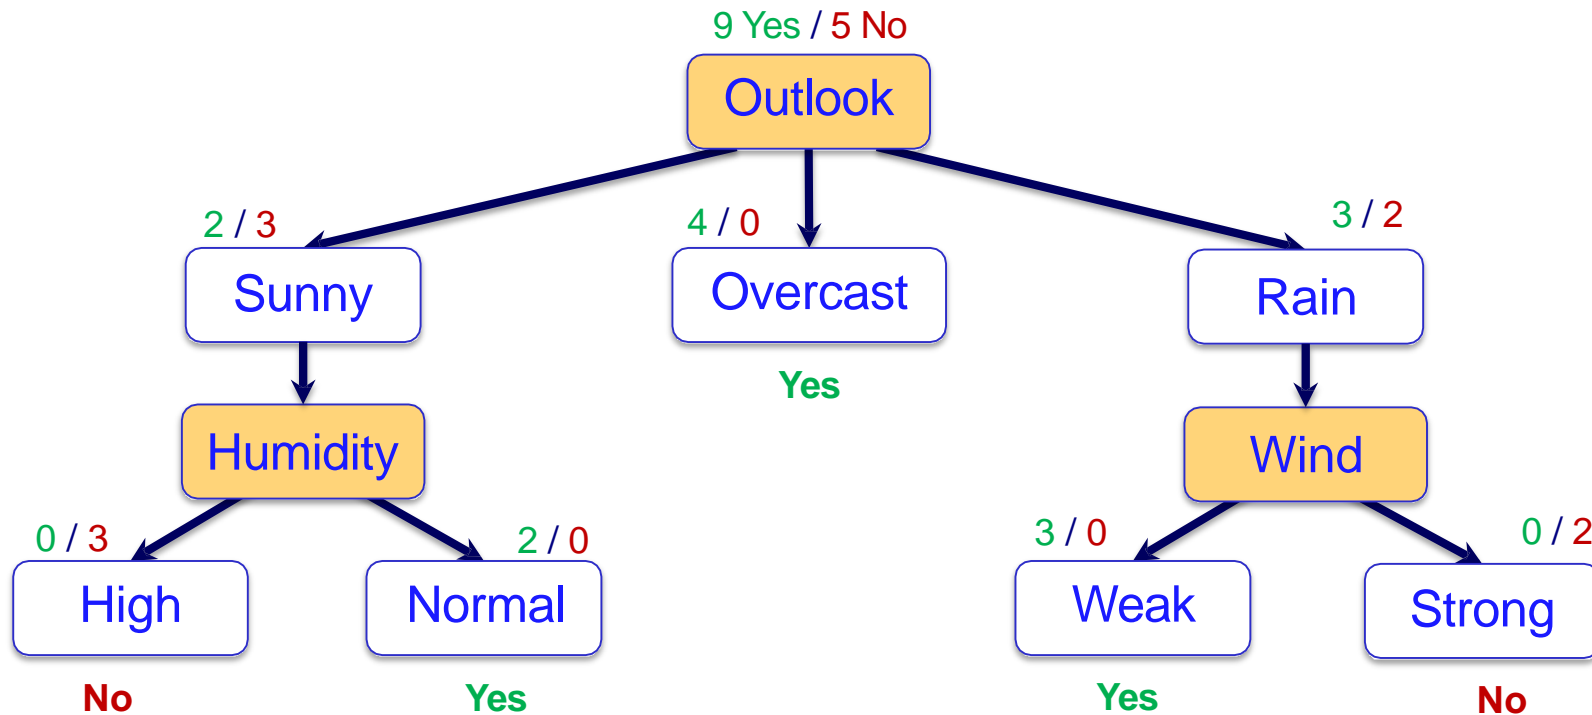 9 Yes / 5 No
Outlook
2 / 3
4 / 0
3 / 2
Sunny
Overcast
Rain
Yes
Humidity
Wind
0 / 3
2 / 0
3 / 0
0 / 2
High
Normal
Weak
Strong
No
Yes
Yes
No